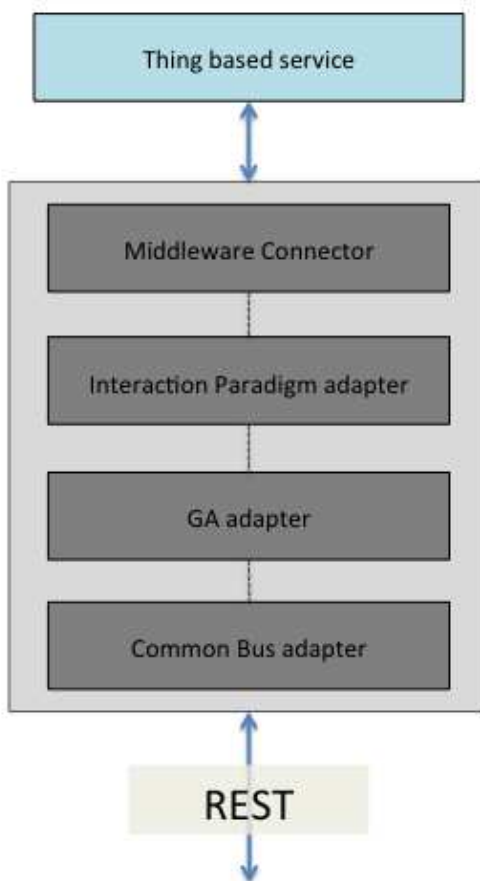 Thing based service
Middleware Connector
Interaction Paradigm adapter
GA adapter
Common Bus adapter
REST